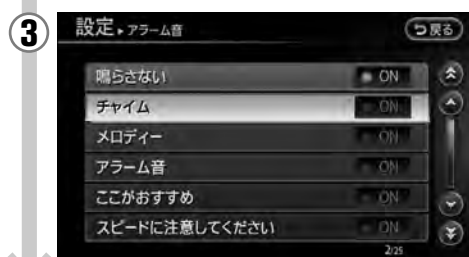 ③
設定▸アラーム音
⮌戻る
鳴らさない ON
チャイム ON
メロディー ON
アラーム音 ON
ここがおすすめ ON
スピードに注意してください ON
2/25